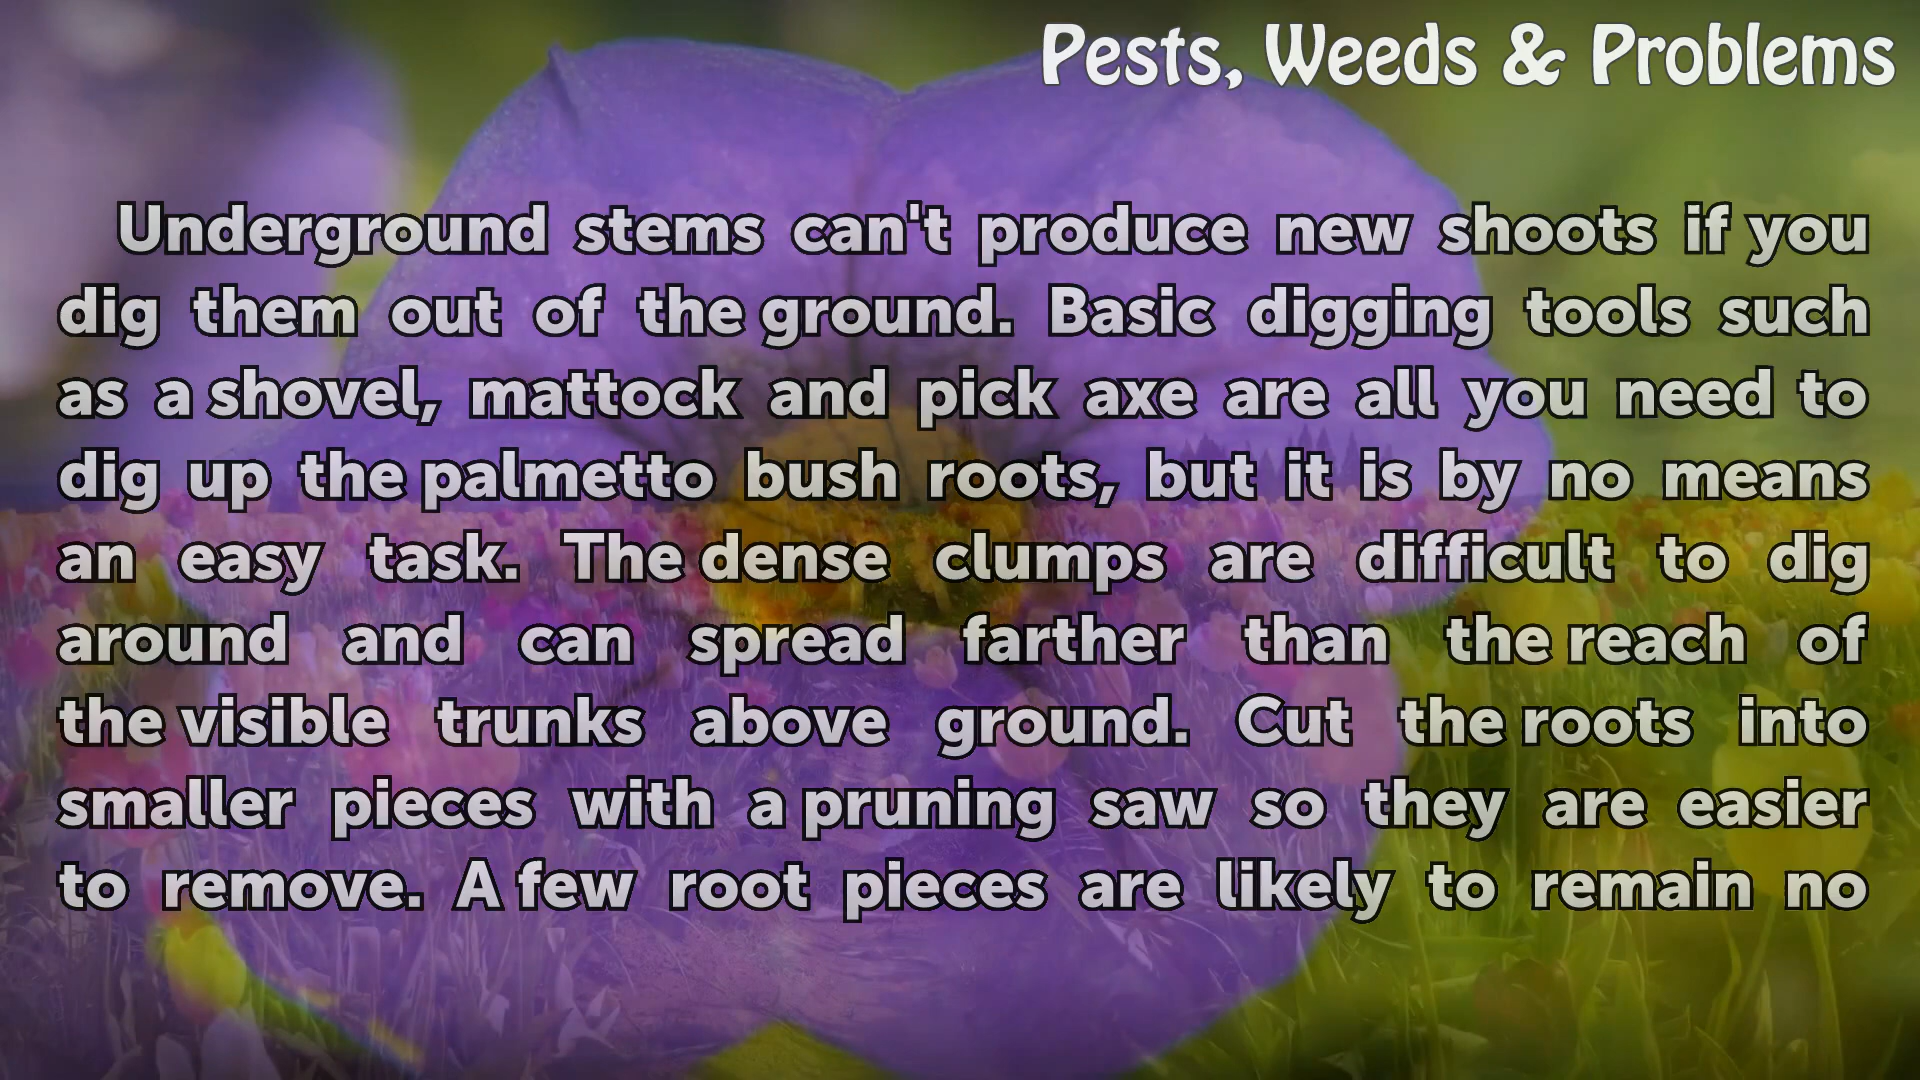 Pests, Weeds & Problems
Underground stems can't produce new shoots if you
dig them out of the ground. Basic digging tools such
as a shovel, mattock and pick axe are all you need to
dig up the palmetto bush roots, but it is by no means
an easy task. The dense clumps are difficult to dig
around and can spread farther than the reach of
the visible trunks above ground. Cut the roots into
smaller pieces with a pruning saw so they are easier
to remove. A few root pieces are likely to remain no